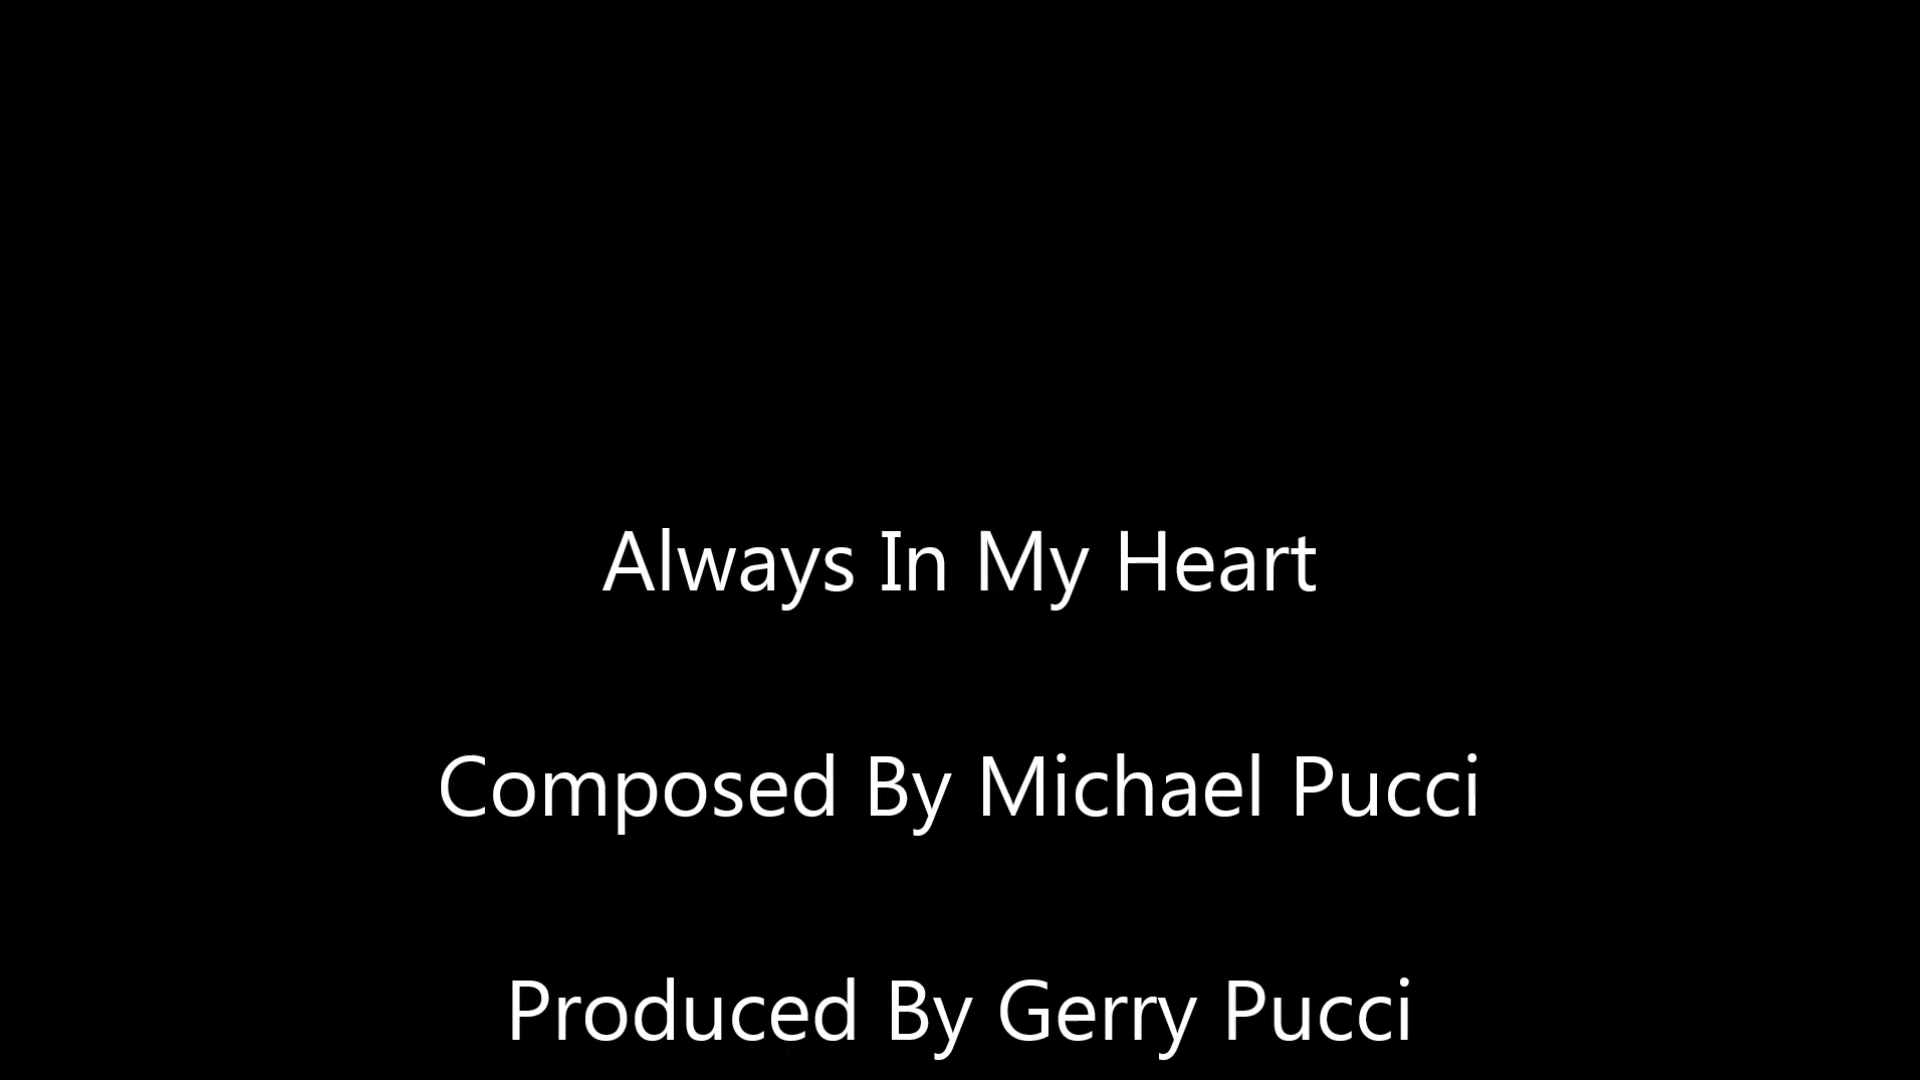 Always In My Heart
Composed By Michael Pucci
Produced By Gerry Pucci